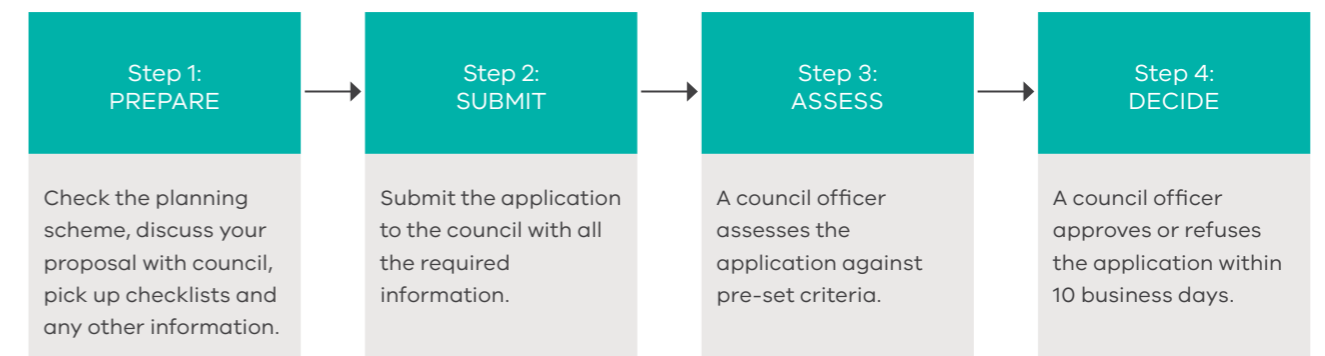 Step 1:
PREPARE
Check the planning
scheme, discuss your
proposal with council,
pick up checklists and
any other information.
Step 2:
SUBMIT
Submit the application
to the council with all
the required
information.
Step 3:
ASSESS
A council officer
assesses the
application against
pre-set criteria.
Step 4:
DECIDE
A council officer
approves or refuses
the application within
10 business days.